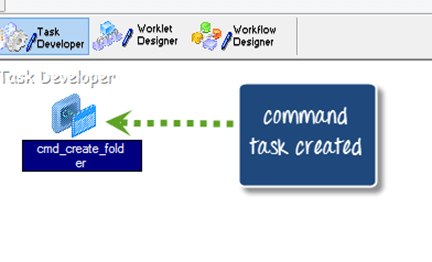 Task
Developer
Worklet
Designer
Workflow
Designer
Task Developer
cmd_create_fold
er
command
task created